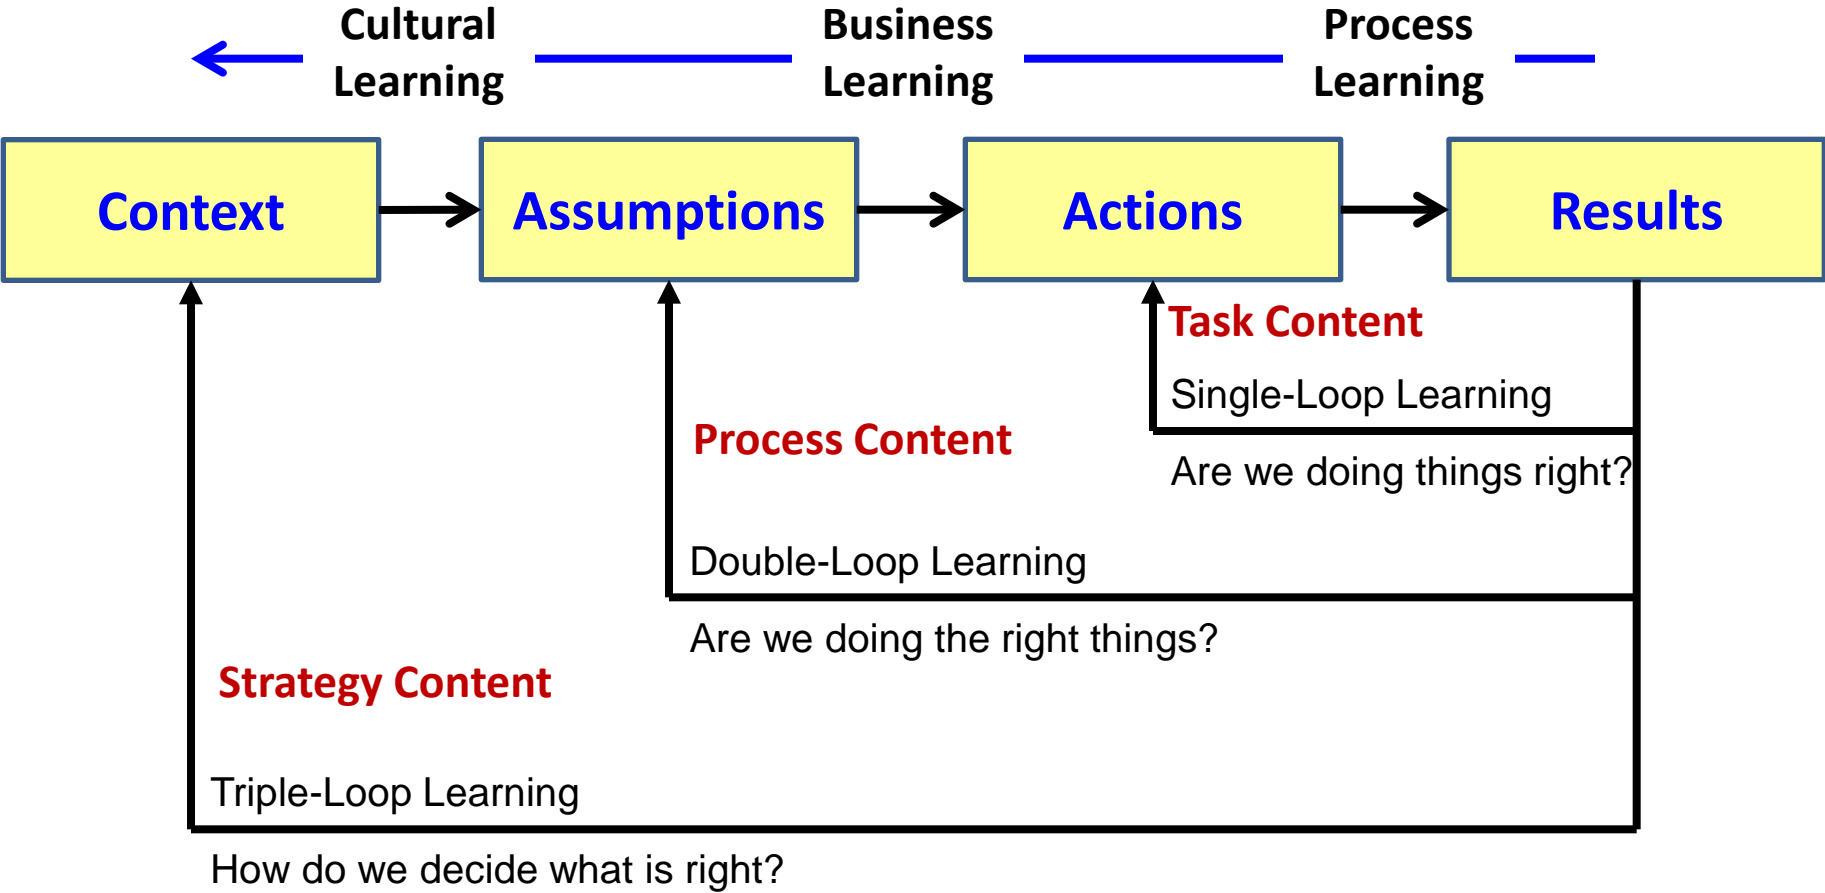 Cultural
Learning
Business
Learning
Process
Learning
Context
Assumptions
Actions
Results
Task Content
Single-Loop Learning
Are we doing things right?
Process Content
Double-Loop Learning
Are we doing the right things?
Strategy Content
Triple-Loop Learning
How do we decide what is right?